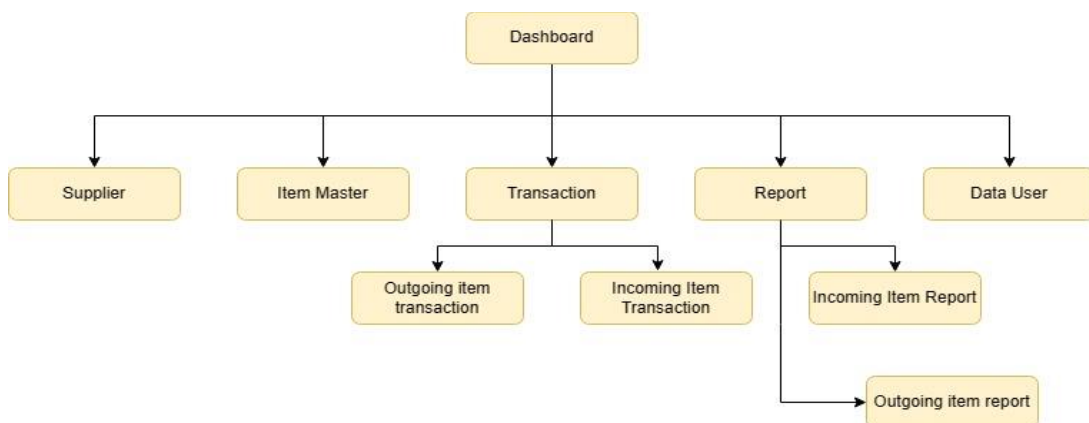 Dashboard
Supplier
Item Master
Transaction
Report
Data User
Outgoing item
transaction
Incoming Item
Transaction
Incoming Item Report
Outgoing item report